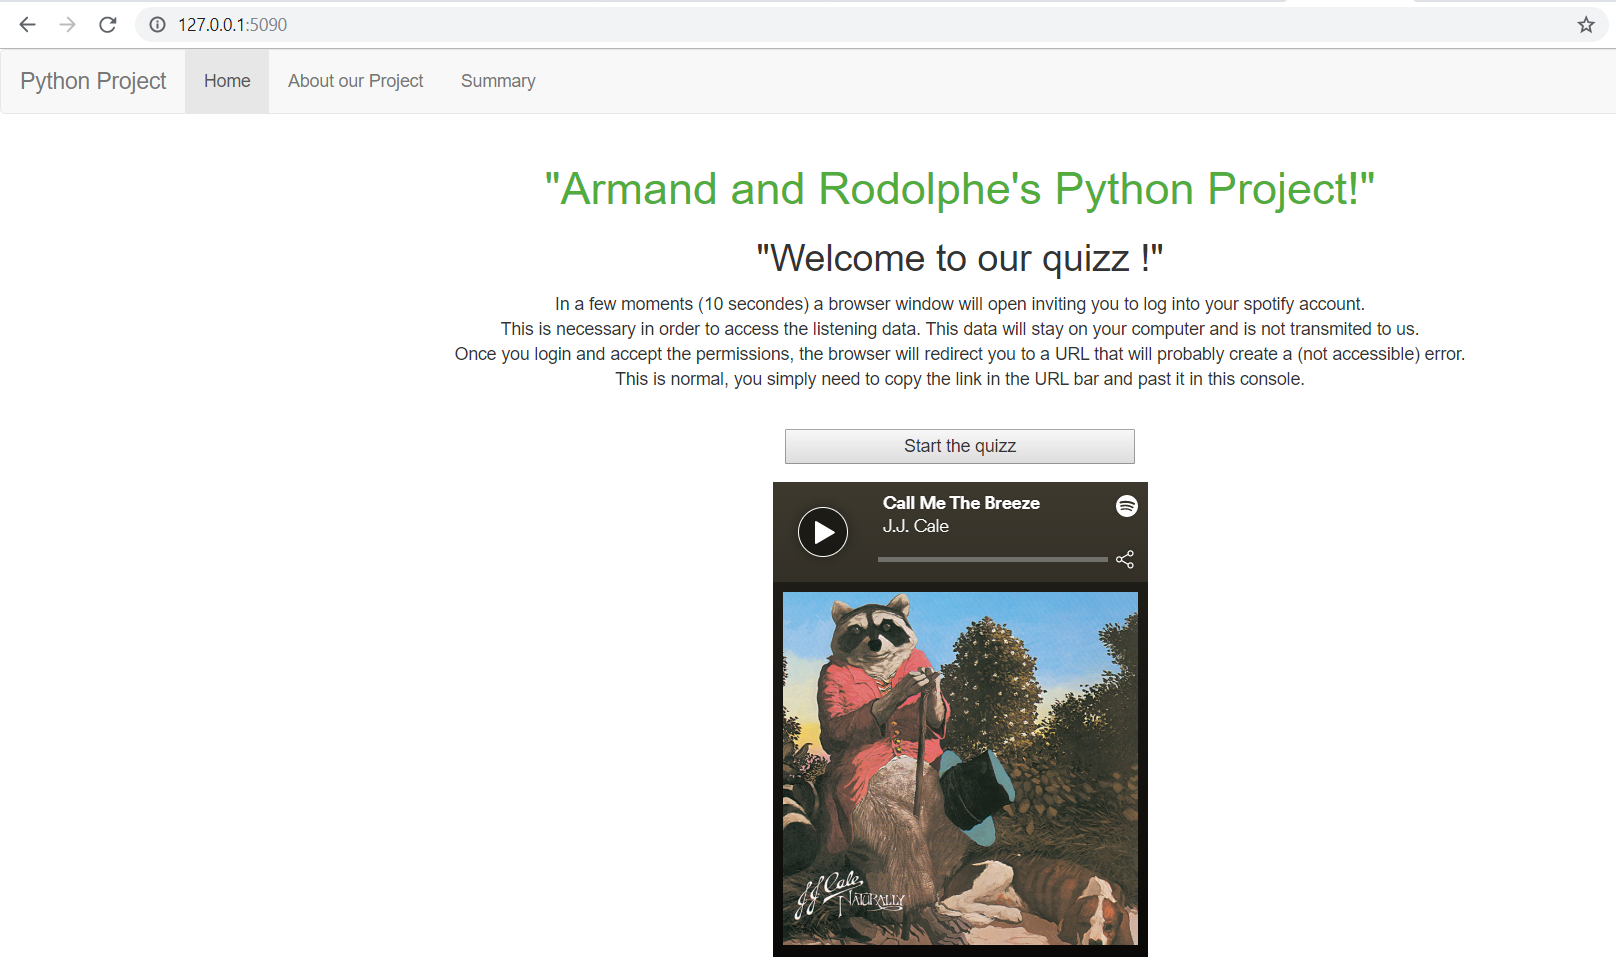 127.0.0.1:5090
Python Project Home About our Project Summary
"Armand and Rodolphe's Python Project!"
"Welcome to our quizz !"
In a few moments (10 secondes) a browser window will open inviting you to log into your spotify account.
This is necessary in order to access the listening data. This data will stay on your computer and is not transmited to us.
Once you login and accept the permissions, the browser will redirect you to a URL that will probably create a (not accessible) error.
This is normal, you simply need to copy the link in the URL bar and past it in this console.
Start the quizz
Call Me The Breeze
J.J. Cale
J.J. Cale
NATURALLY